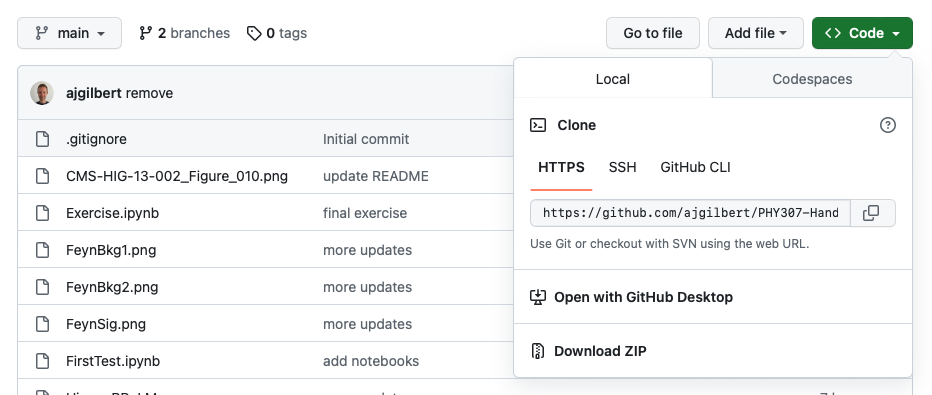 main 2 branches 0 tags Go to file Add file Code
Local Codespaces
ajgilbert remove
Clone
.gitignore Initial commit
HTTPS SSH GitHub CLI
CMS-HIG-13-002_Figure_010.png update README
Exercise.ipynb final exercise
https://github.com/ajgilbert/PHY307-Hand
Use Git or checkout with SVN using the web URL.
FeynBkg1.png more updates
FeynBkg2.png more updates
Open with GitHub Desktop
FeynSig.png more updates
Download ZIP
FirstTest.ipynb add notebooks